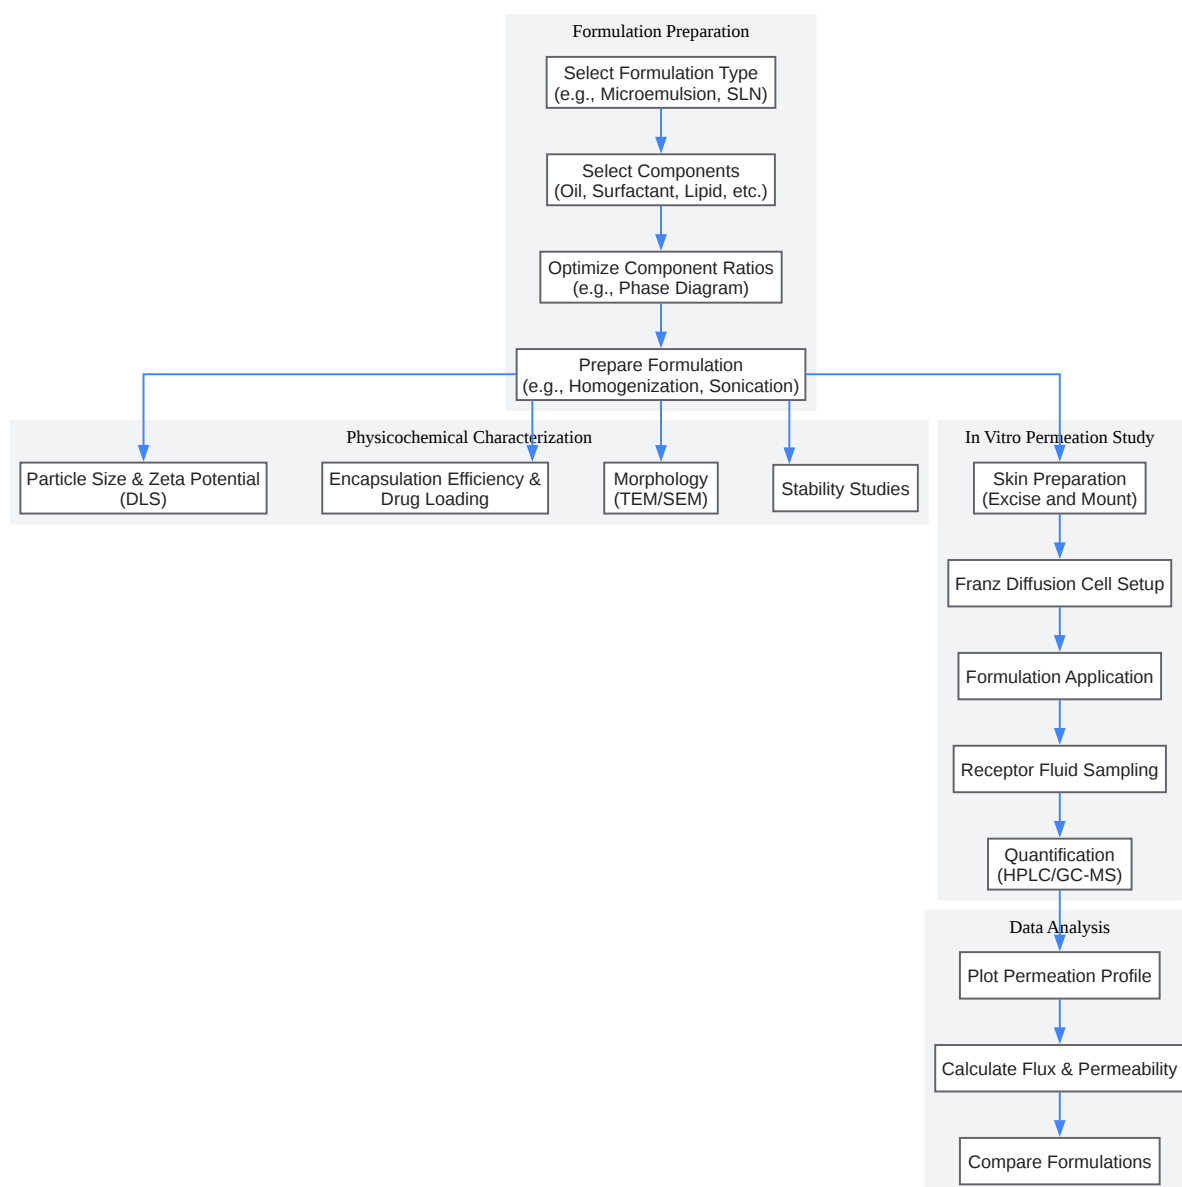 Formulation Preparation
Select Formulation Type
(e.g., Microemulsion, SLN)
Select Components
(Oil, Surfactant, Lipid, etc.)
Optimize Component Ratios
(e.g., Phase Diagram)
Prepare Formulation
(e.g., Homogenization, Sonication)
Physicochemical Characterization
Particle Size & Zeta Potential
(DLS)
Encapsulation Efficiency &
Drug Loading
Morphology
(TEM/SEM)
Stability Studies
In Vitro Permeation Study
Skin Preparation
(Excise and Mount)
Franz Diffusion Cell Setup
Formulation Application
Receptor Fluid Sampling
Quantification
(HPLC/GC-MS)
Data Analysis
Plot Permeation Profile
Calculate Flux & Permeability
Compare Formulations